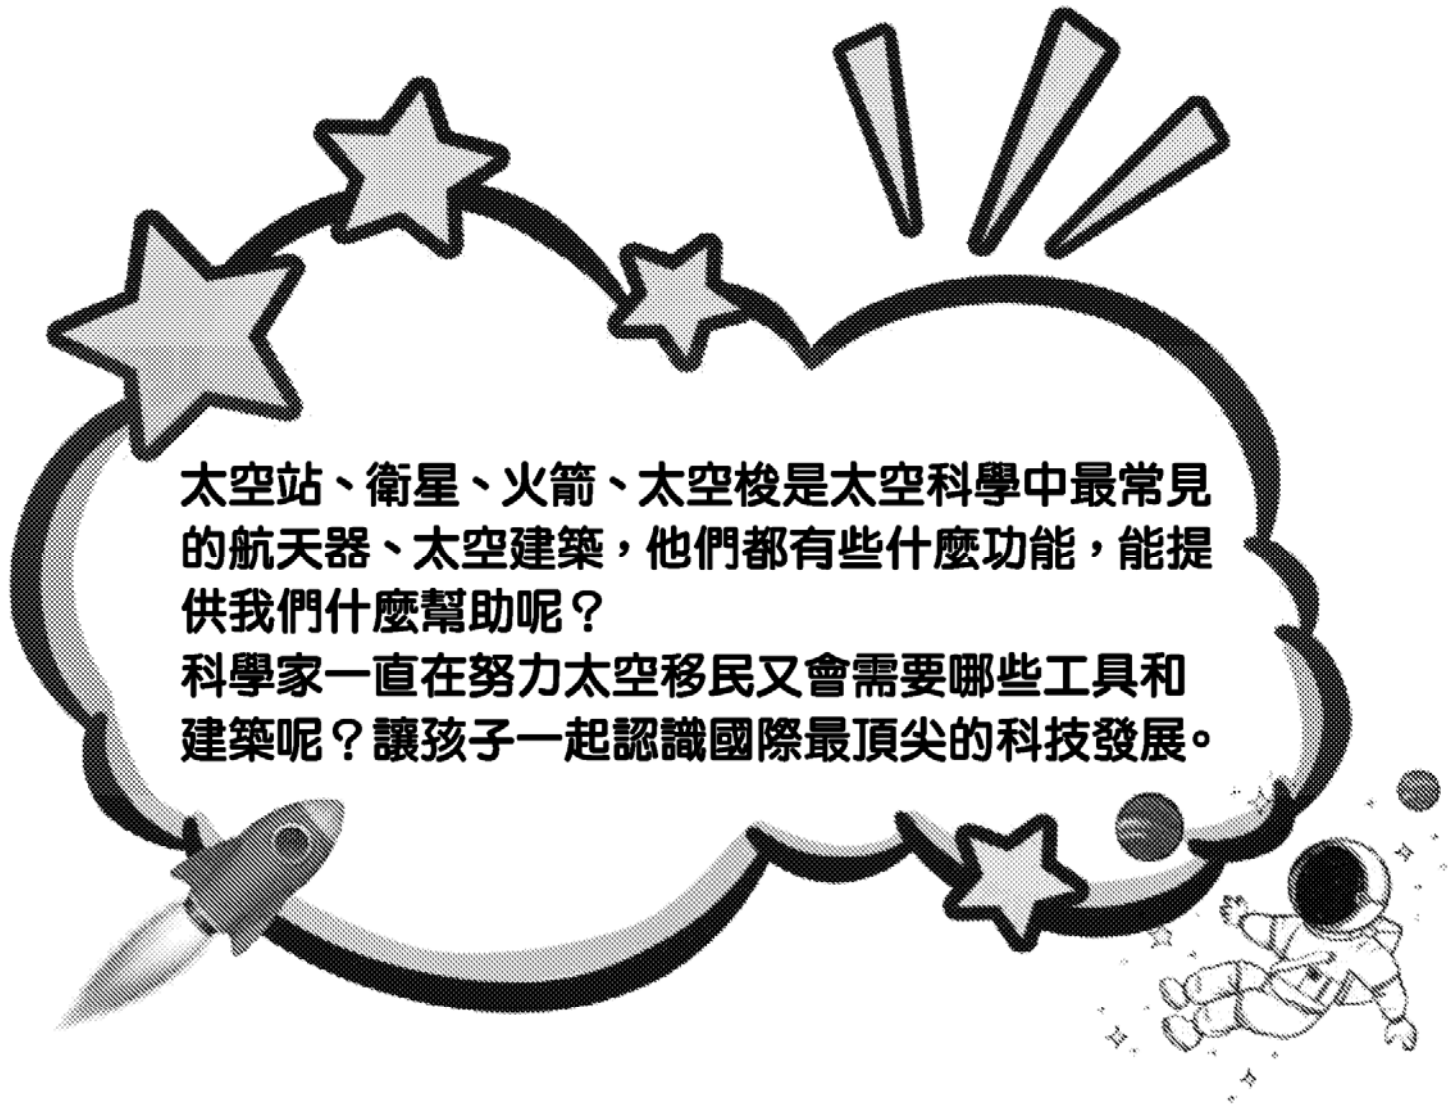 太空站、衛星、火箭、太空梭是太空科學中最常見
的航天器、太空建築，他們都有些什麼功能，能提
供我們什麼幫助呢？
科學家一直在努力太空移民又會需要哪些工具和
建築呢？讓孩子一起認識國際最頂尖的科技發展。